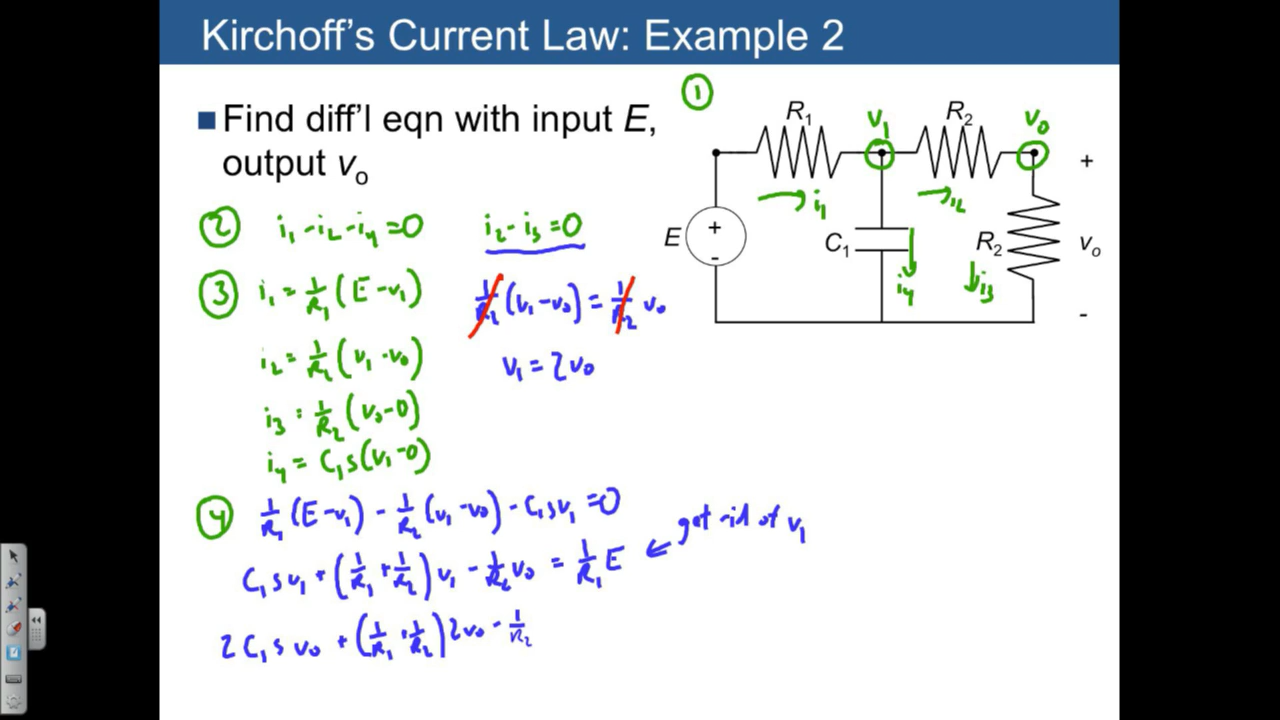 Kirchoff's Current Law: Example 2
Find diff'l eqn with input E,
output vo
①
R1
V1
R2
Vo
+
i1
i2
E
+
-
C1
i4
R2
i3
vo
-
② i1 - i2 - i4 = 0
i2 - i3 = 0
③ i1 = 1/R1 (E - v1)
1/R2 (v1 - vo) = 1/R2 vo
i2 = 1/R2 (v1 - vo)
v1 = 2vo
i3 = 1/R2 (vo - 0)
i4 = C1s(v1 - 0)
④ 1/R1 (E - v1) - 1/R2 (v1 - vo) - C1sv1 = 0
get rid of v1
C1sv1 + (1/R1 + 1/R2) v1 - 1/R2 vo = 1/R1 E
2C1s vo + (1/R1 + 1/R2) 2vo - 1/R2